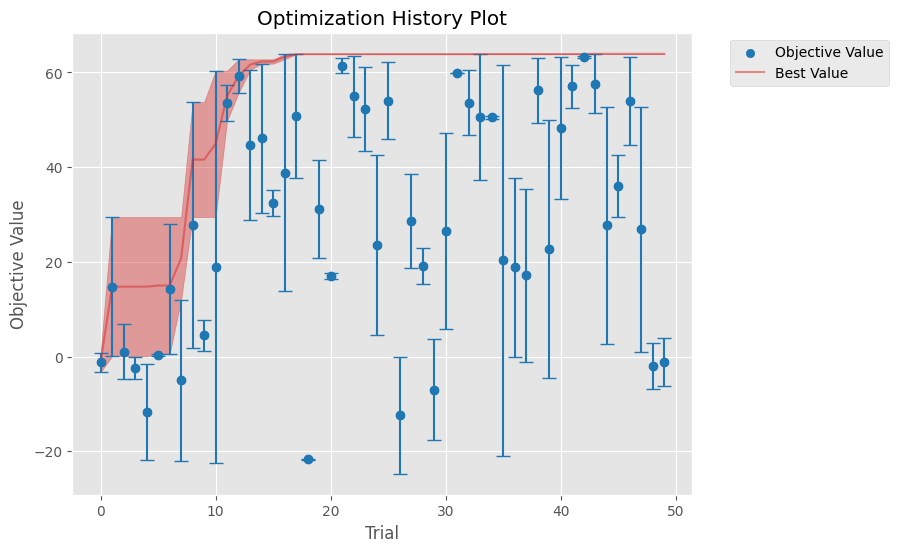 Optimization History Plot
Objective Value
Best Value
Objective Value
60
40
20
0
−20
0 10 20 30 40 50
Trial